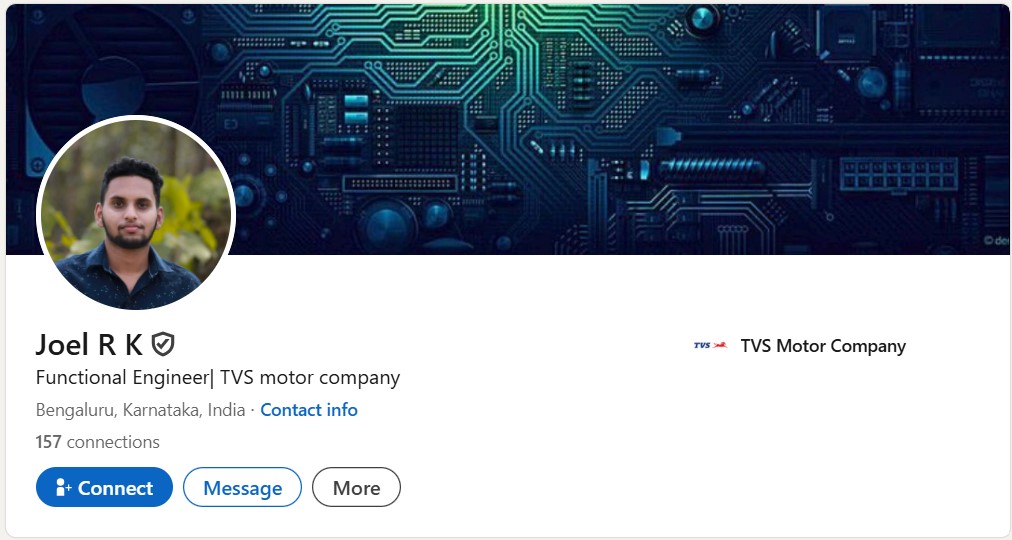 Joel R K
TVS TVS Motor Company
Functional Engineer| TVS motor company
Bengaluru, Karnataka, India · Contact info
157 connections
Connect Message More